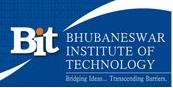 Bit
BHUBANESWAR
INSTITUTE OF
TECHNOLOGY
Bridging Ideas... Transcending Barriers.